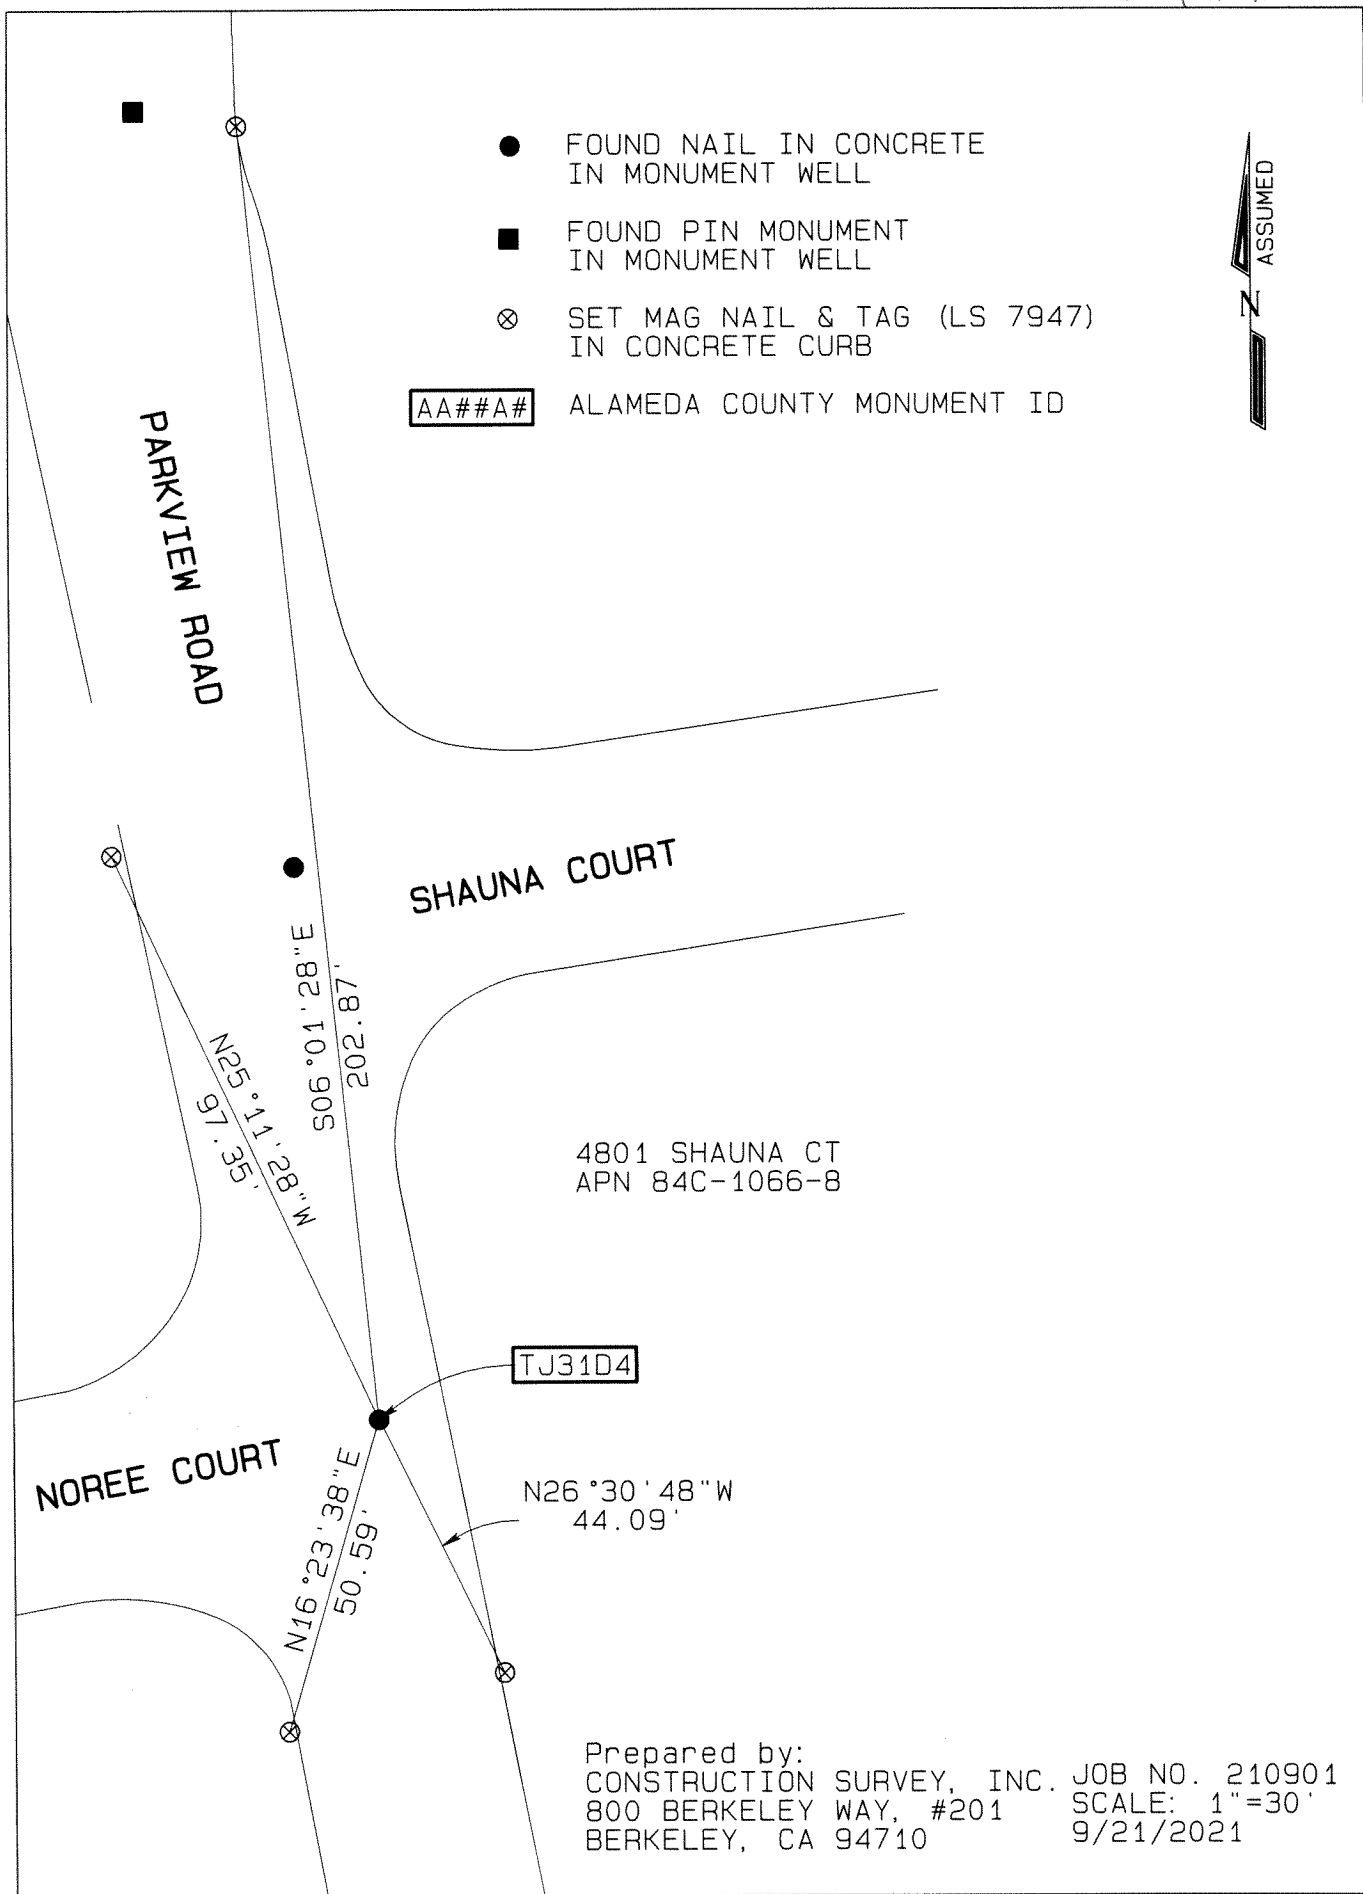 FOUND NAIL IN CONCRETE
IN MONUMENT WELL
FOUND PIN MONUMENT
IN MONUMENT WELL
SET MAG NAIL & TAG (LS 7947)
IN CONCRETE CURB
AA##A#
ALAMEDA COUNTY MONUMENT ID
ASSUMED
N
PARKVIEW ROAD
SHAUNA COURT
S06°01'28"E
202.87'
N25°11'28"W
97.35'
4801 SHAUNA CT
APN 84C-1066-8
TJ31D4
NOREE COURT
N16°23'38"E
50.59'
N26°30'48"W
44.09'
Prepared by:
CONSTRUCTION SURVEY, INC.
800 BERKELEY WAY, #201
BERKELEY, CA 94710
JOB NO. 210901
SCALE: 1"=30'
9/21/2021